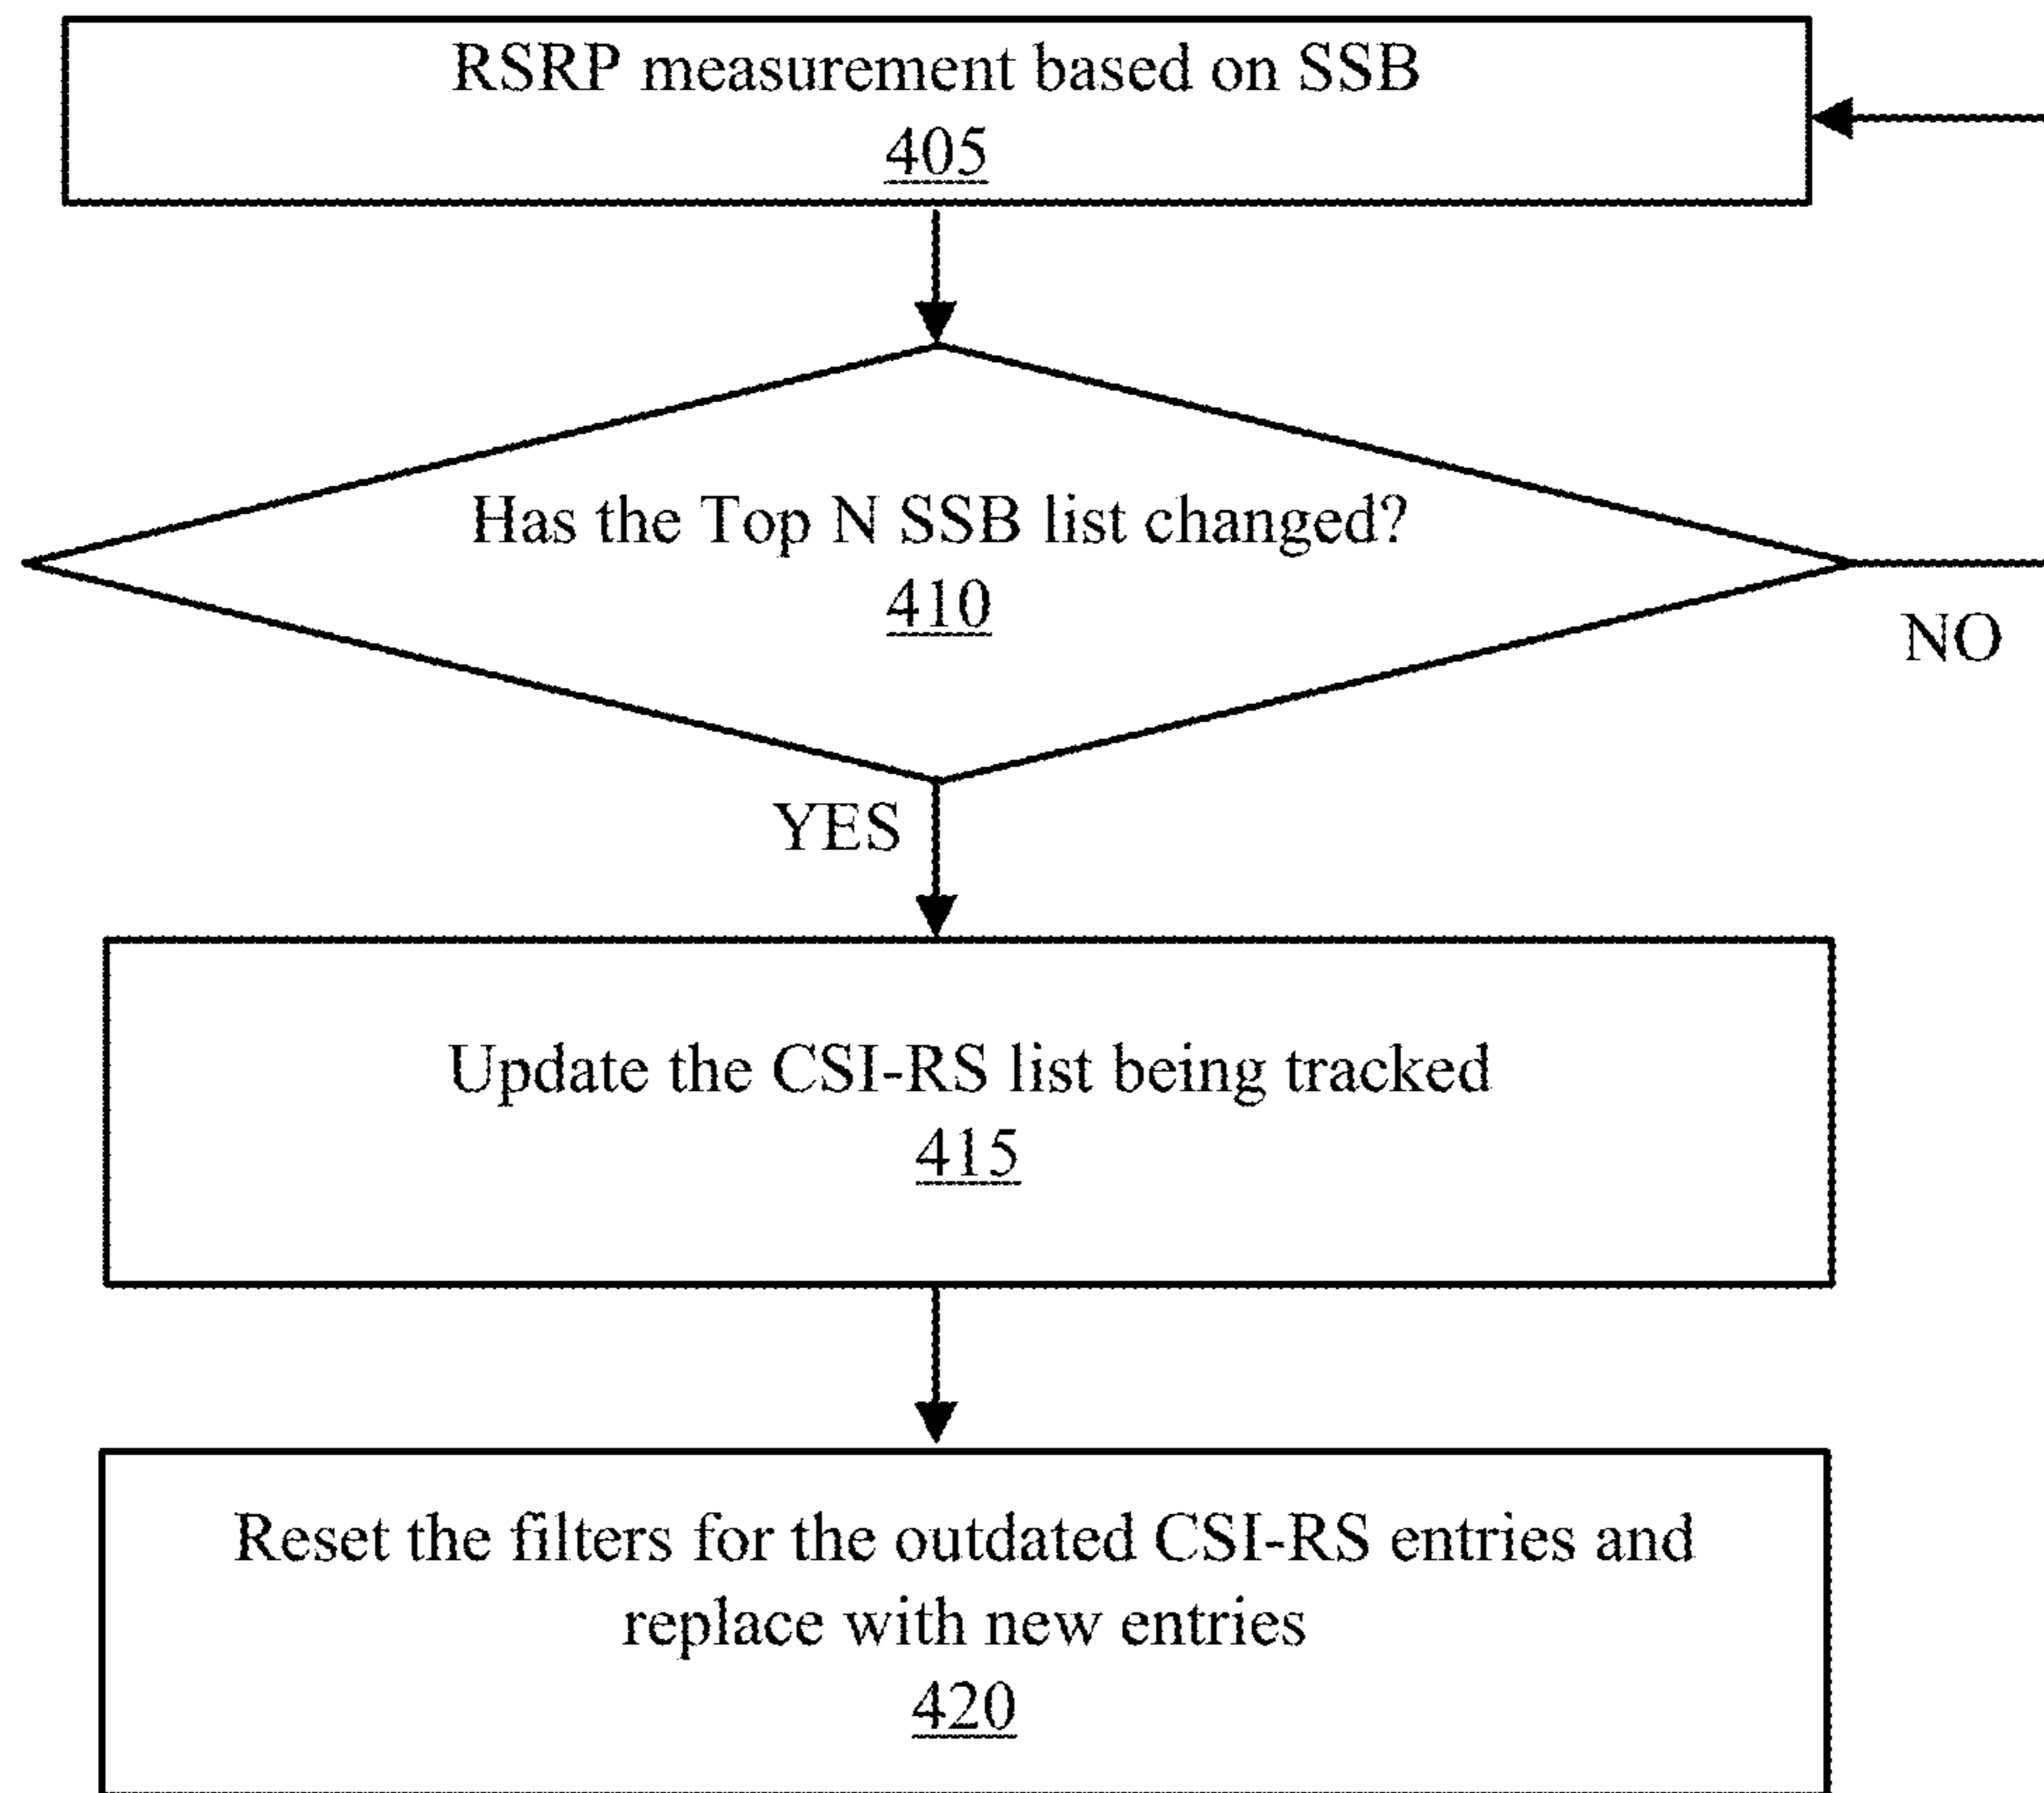 RSRP measurement based on SSB
405
Has the Top N SSB list changed?
410
NO
YES
Update the CSI-RS list being tracked
415
Reset the filters for the outdated CSI-RS entries and
replace with new entries
420